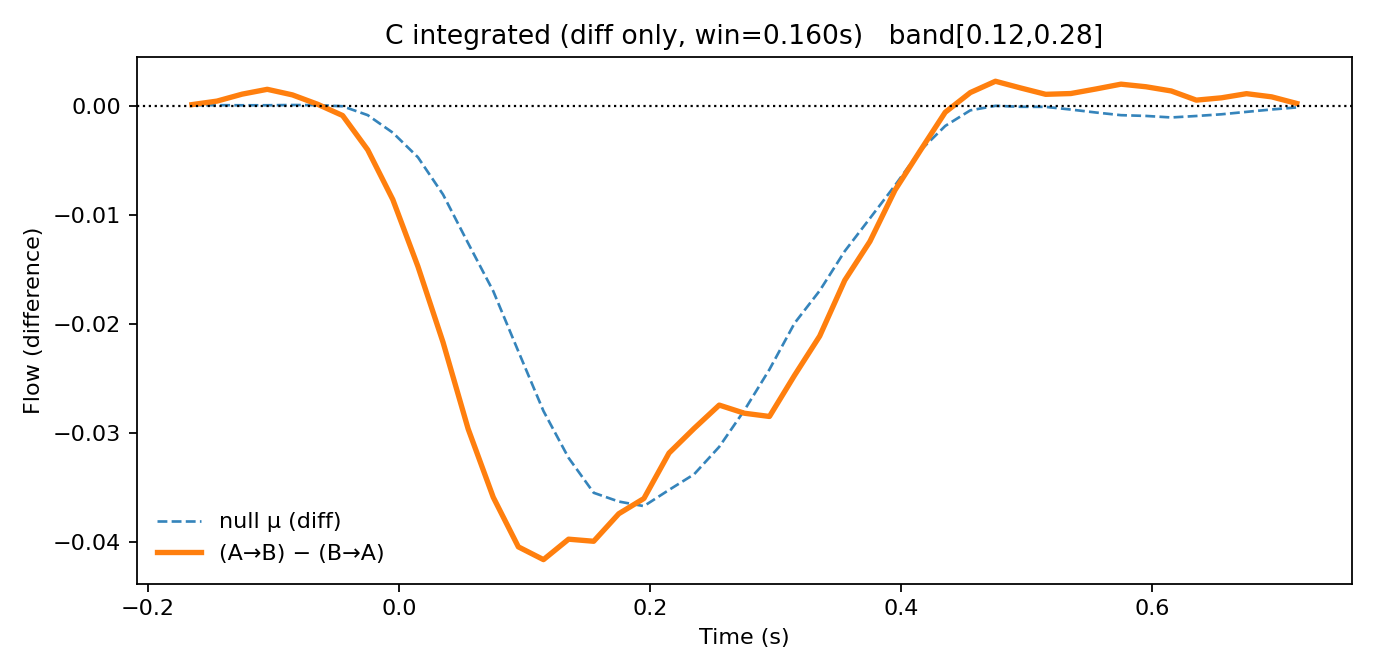 C integrated (diff only, win=0.160s)   band[0.12,0.28]
Flow (difference)
0.00
−0.01
−0.02
−0.03
−0.04
null μ (diff)
(A→B) − (B→A)
−0.2
0.0
0.2
0.4
0.6
Time (s)